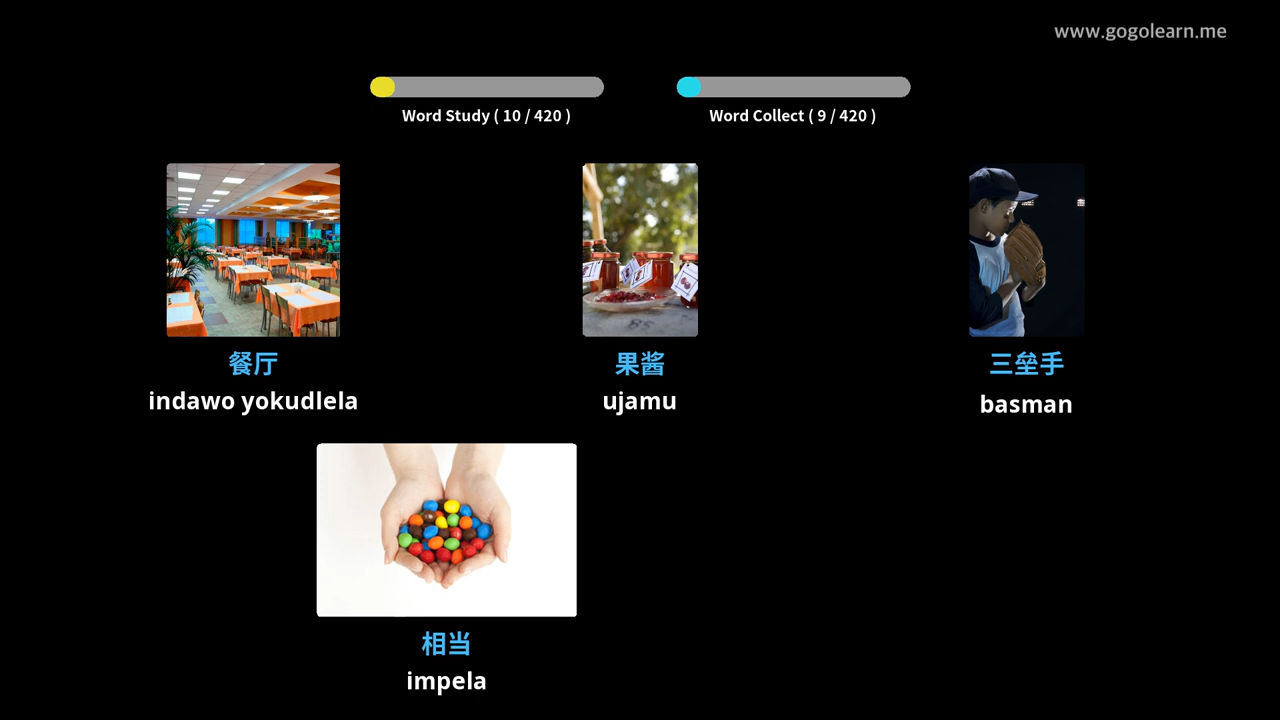 www.gogolearn.me
Word Study ( 10 / 420 )
Word Collect ( 9 / 420 )
餐厅
indawo yokudlela
果酱
ujamu
三垒手
basman
相当
impela